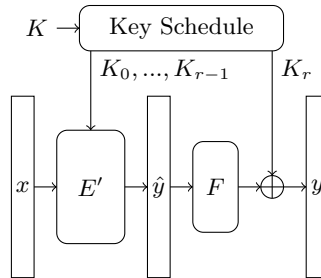 K Key Schedule
K_0, ..., K_{r−1} K_r
x E′ ŷ F y